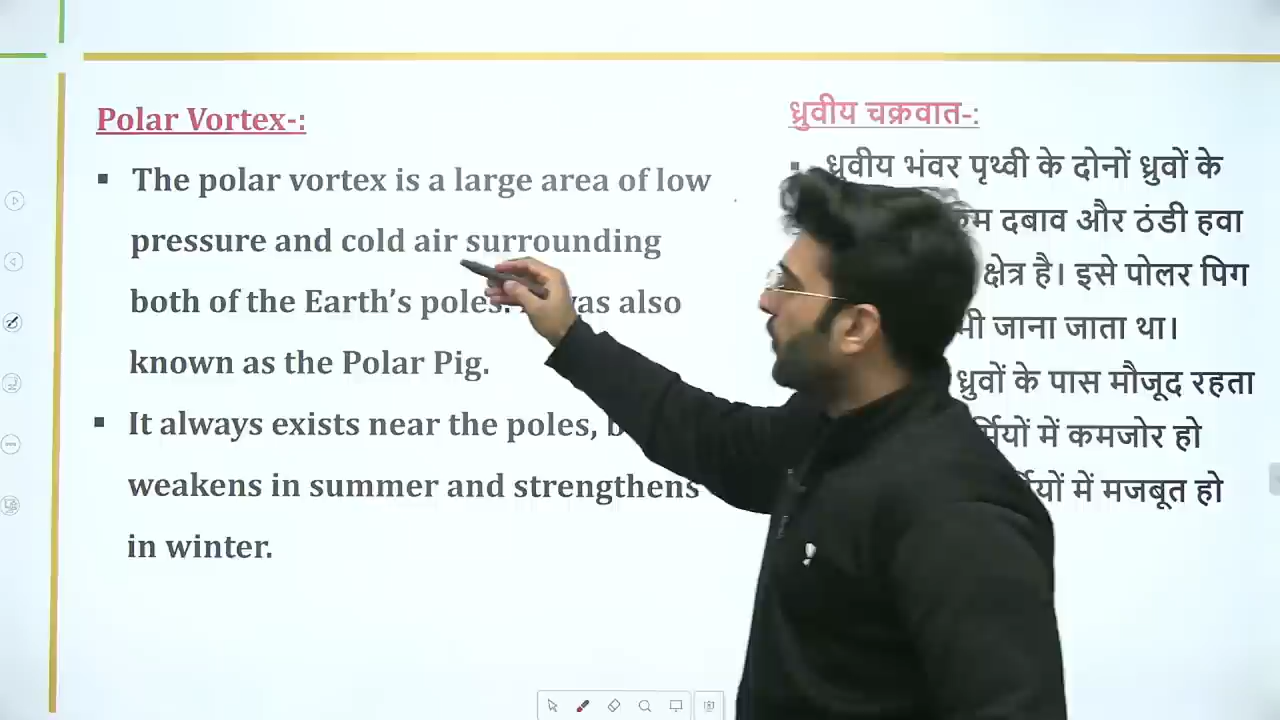 Polar Vortex-:
The polar vortex is a large area of low
pressure and cold air surrounding
both of the Earth's poles. was also
known as the Polar Pig.
It always exists near the poles,
weakens in summer and strengthens
in winter.
ध्रुवीय चक्रवात-:
ध्रुवीय भंवर पृथ्वी के दोनों ध्रुवों के
दबाव और ठंडी हवा
क्षेत्र है। इसे पोलर पिग
भी जाना जाता था।
ध्रुवों के पास मौजूद रहता
में कमजोर हो
में मजबूत हो